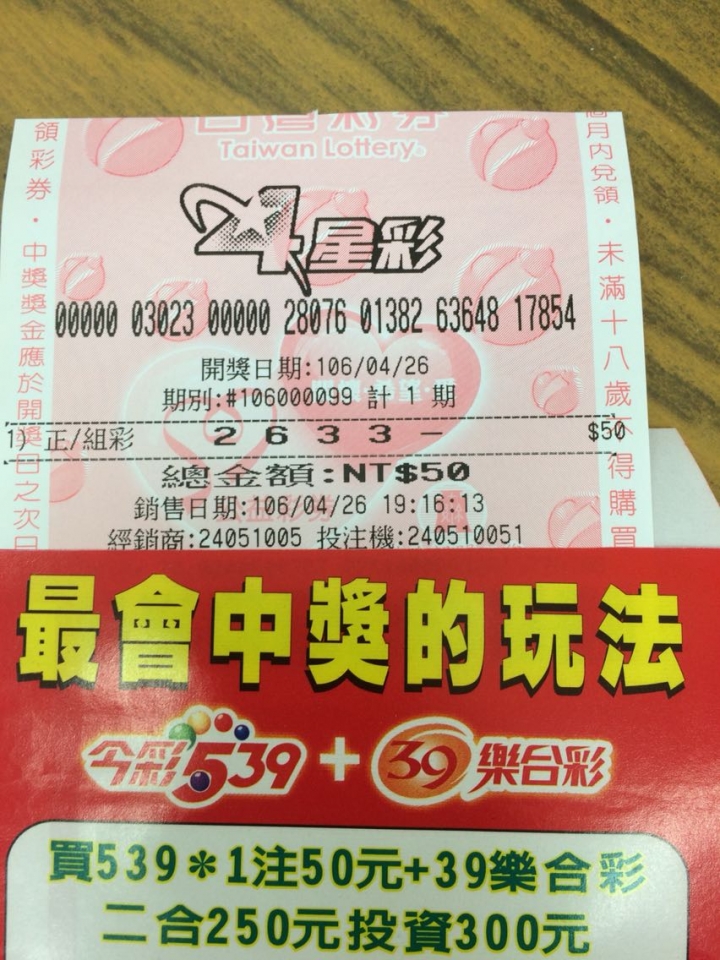 台灣彩券
Taiwan Lottery
4星彩
00000 03023 00000 28076 01382 63648 17854
開獎日期:106/04/26
期別:#106000099 計 1 期
1) 正/組彩 2 6 3 3 - $50
總金額:NT$50
銷售日期:106/04/26 19:16:13
經銷商:24051005 投注機:240510051
領彩券・中獎獎金應於開獎日之次日
個月內兌領・未滿十八歲不得購買
最會中獎的玩法
今彩539 + 39樂合彩
買539*1注50元+39樂合彩
二合250元投資300元